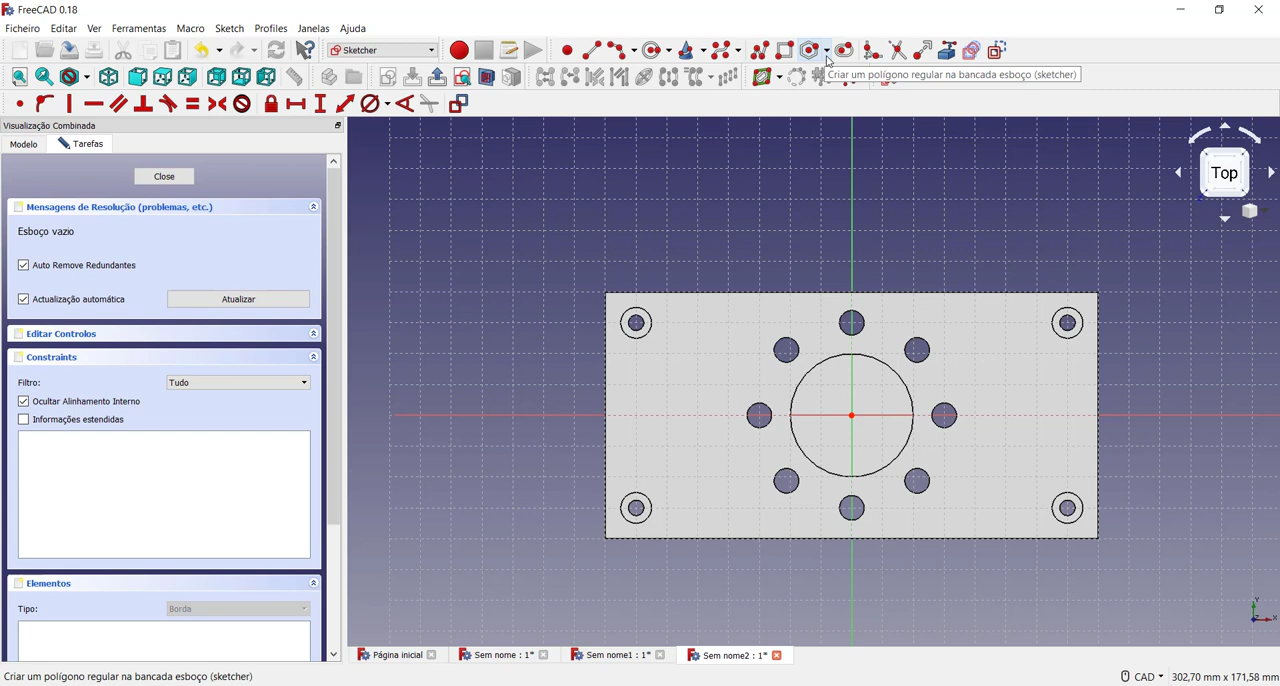 FreeCAD 0.18
Ficheiro Editar Ver Ferramentas Macro Sketch Profiles Janelas Ajuda
Sketcher
Criar um polígono regular na bancada esboço (sketcher)
Visualização Combinada
Modelo Tarefas
Close
Mensagens de Resolução (problemas, etc.)
Esboço vazio
Auto Remove Redundantes
Actualização automática Atualizar
Editar Controlos
Constraints
Filtro: Tudo
Ocultar Alinhamento Interno
Informações estendidas
Elementos
Tipo: Borda
Top
Y
X
Página inicial Sem nome : 1* Sem nome1 : 1* Sem nome2 : 1*
Criar um polígono regular na bancada esboço (sketcher) CAD 302,70 mm x 171,58 mm